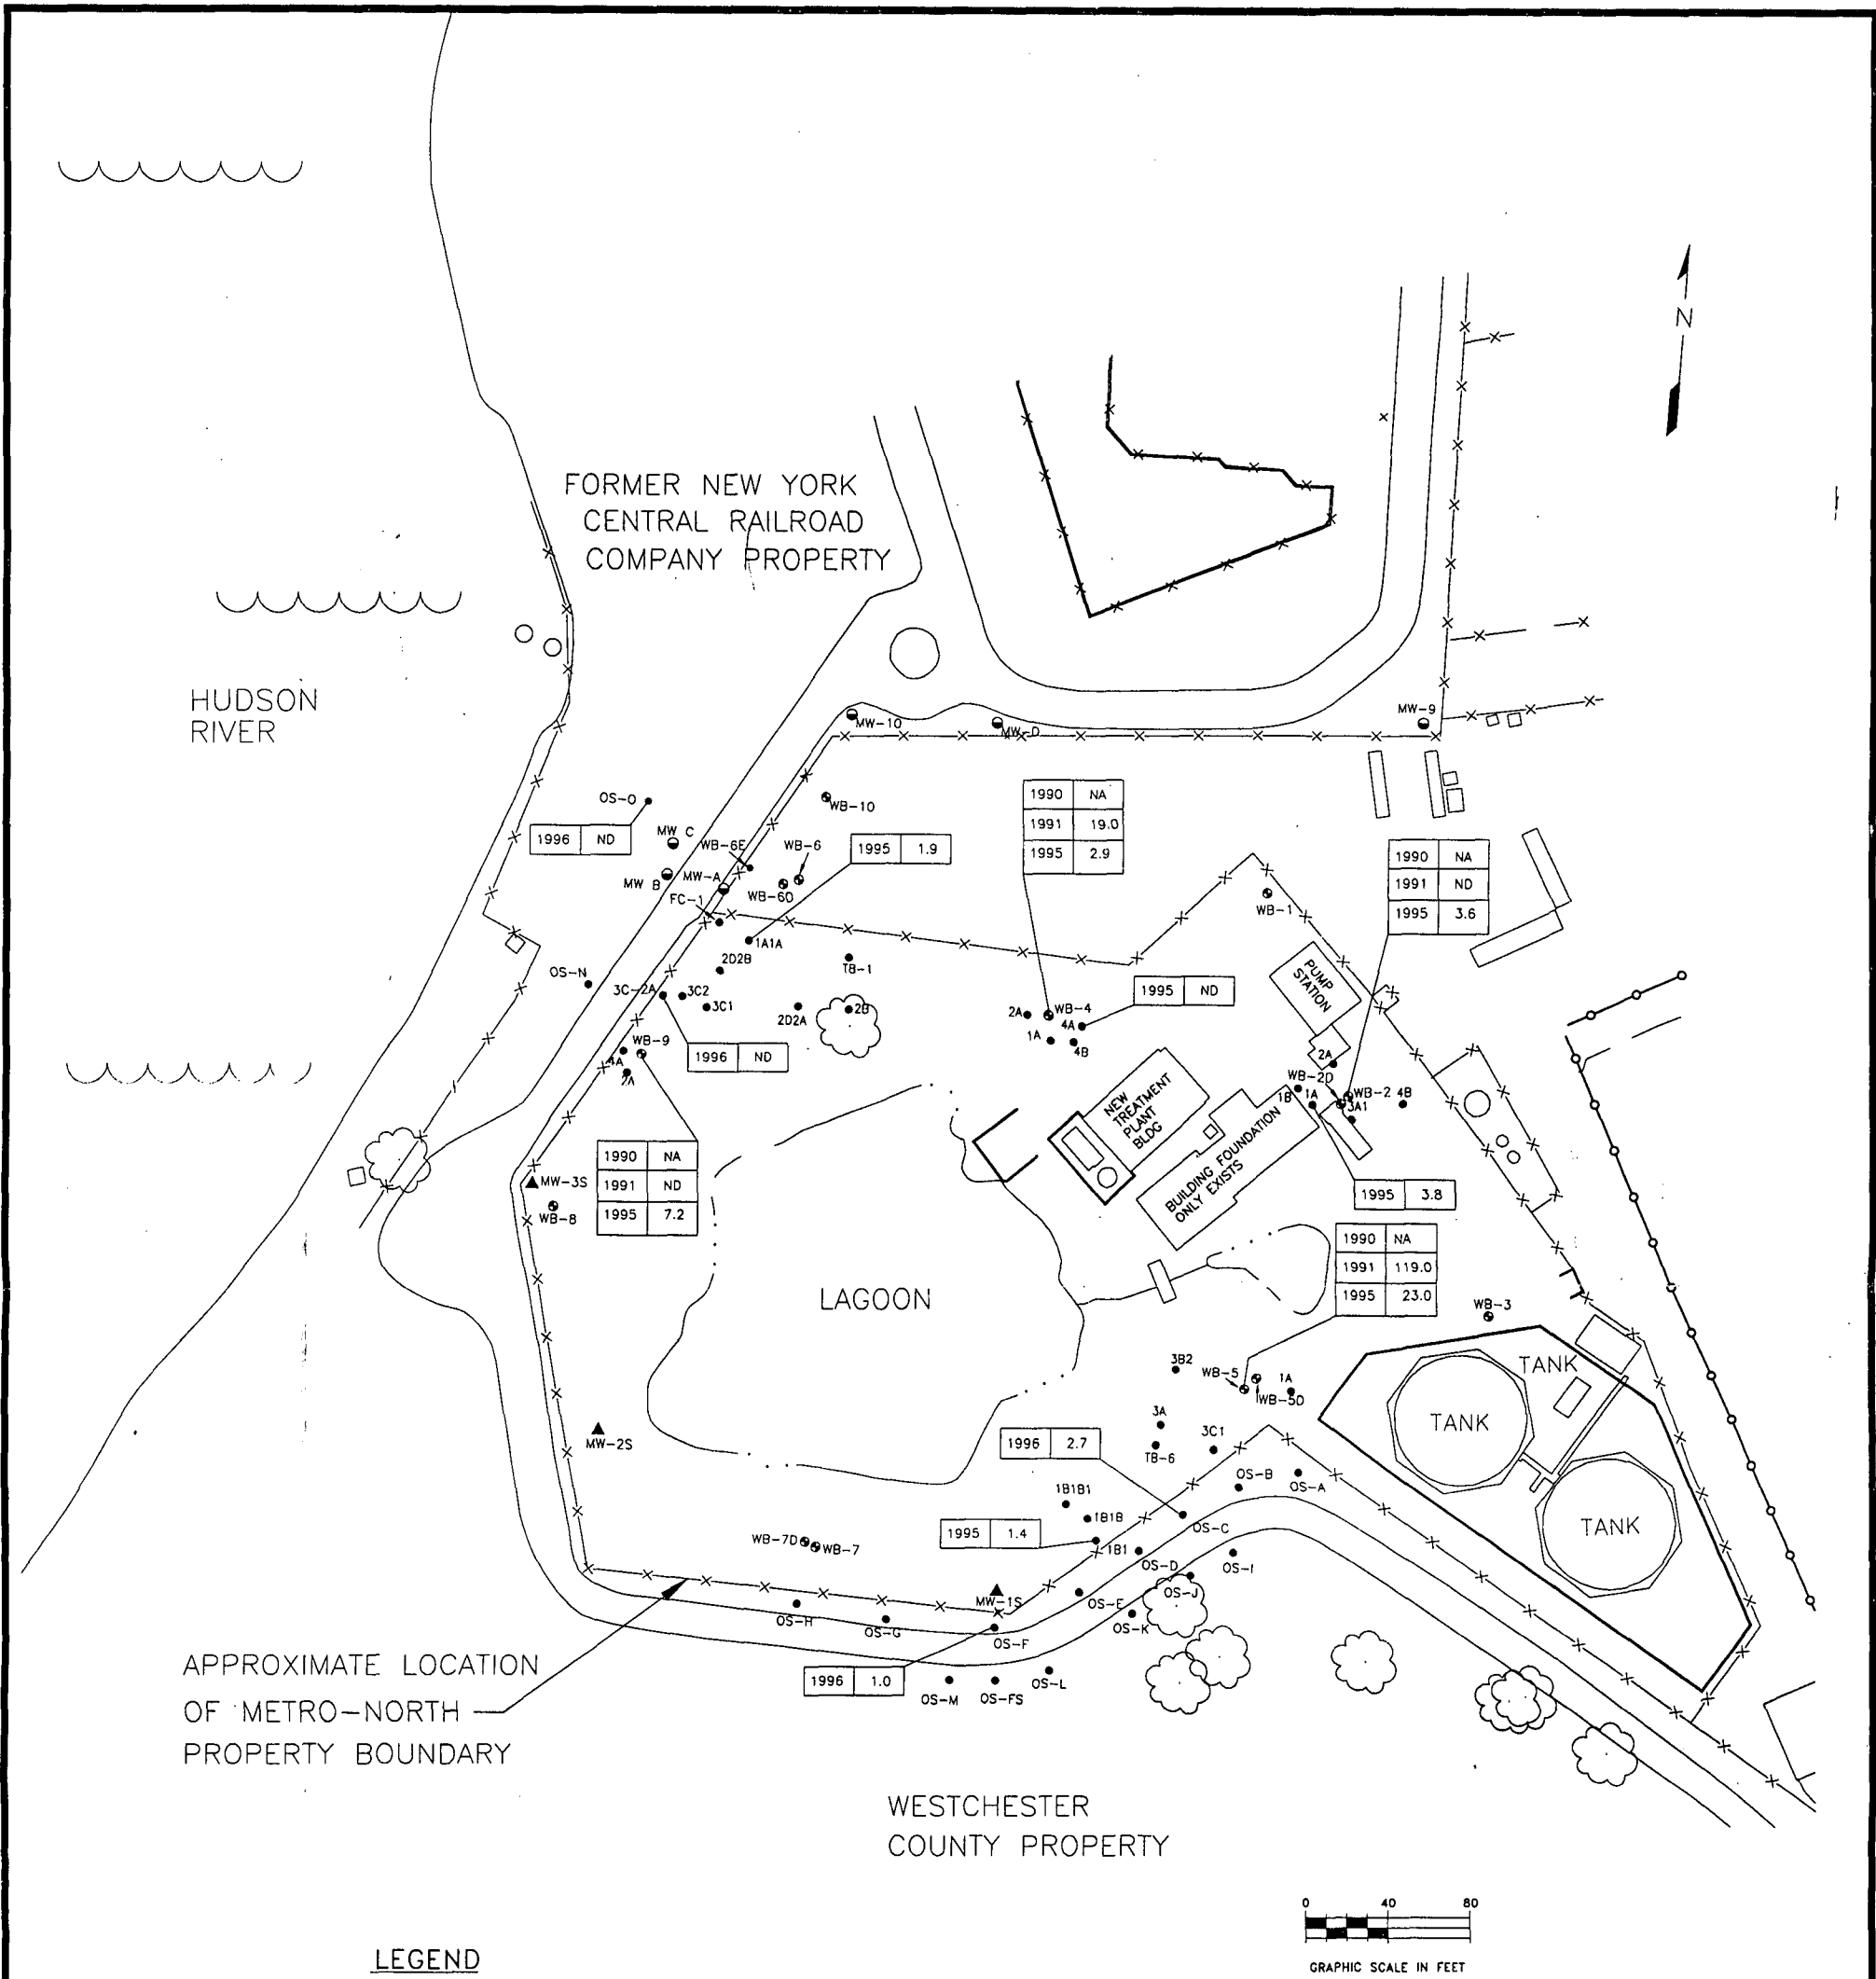 N
FORMER NEW YORK
CENTRAL RAILROAD
COMPANY PROPERTY
HUDSON
RIVER
MW-9
MW-10
MW-D
OS-O
1996 ND
MW C
WB-10
WB-6E
WB-6
1995 1.9
1990 NA
1991 19.0
1995 2.9
1990 NA
1991 ND
1995 3.6
MW B
MW-A
WB-6D
FC-1
WB-1
1A1A
2D2B
TB-1
OS-N
3C-2A
3C2
3C1
2D2A
2B
PUMP
STATION
1995 ND
2A
WB-4
4A
1A
4B
WB-9
4A
2A
1996 ND
2A
WB-2D
WB-2
4B
1B
1A
3A1
NEW
TREATMENT
PLANT
BLDG
BUILDING FOUNDATION
ONLY EXISTS
1990 NA
1991 ND
1995 7.2
MW-3S
WB-8
1995 3.8
1990 NA
1991 119.0
1995 23.0
LAGOON
WB-3
TANK
TANK
TANK
3B2
WB-5
WB-5D
1A
MW-2S
3A
3C1
TB-6
1996 2.7
OS-B
OS-A
1B1B1
1B1B
OS-C
1995 1.4
1B1
WB-7D
WB-7
OS-D
OS-I
OS-J
MW-1S
OS-E
OS-H
OS-G
OS-F
OS-K
1996 1.0
OS-M
OS-FS
OS-L
APPROXIMATE LOCATION
OF METRO-NORTH
PROPERTY BOUNDARY
WESTCHESTER
COUNTY PROPERTY
0 40 80
GRAPHIC SCALE IN FEET
LEGEND